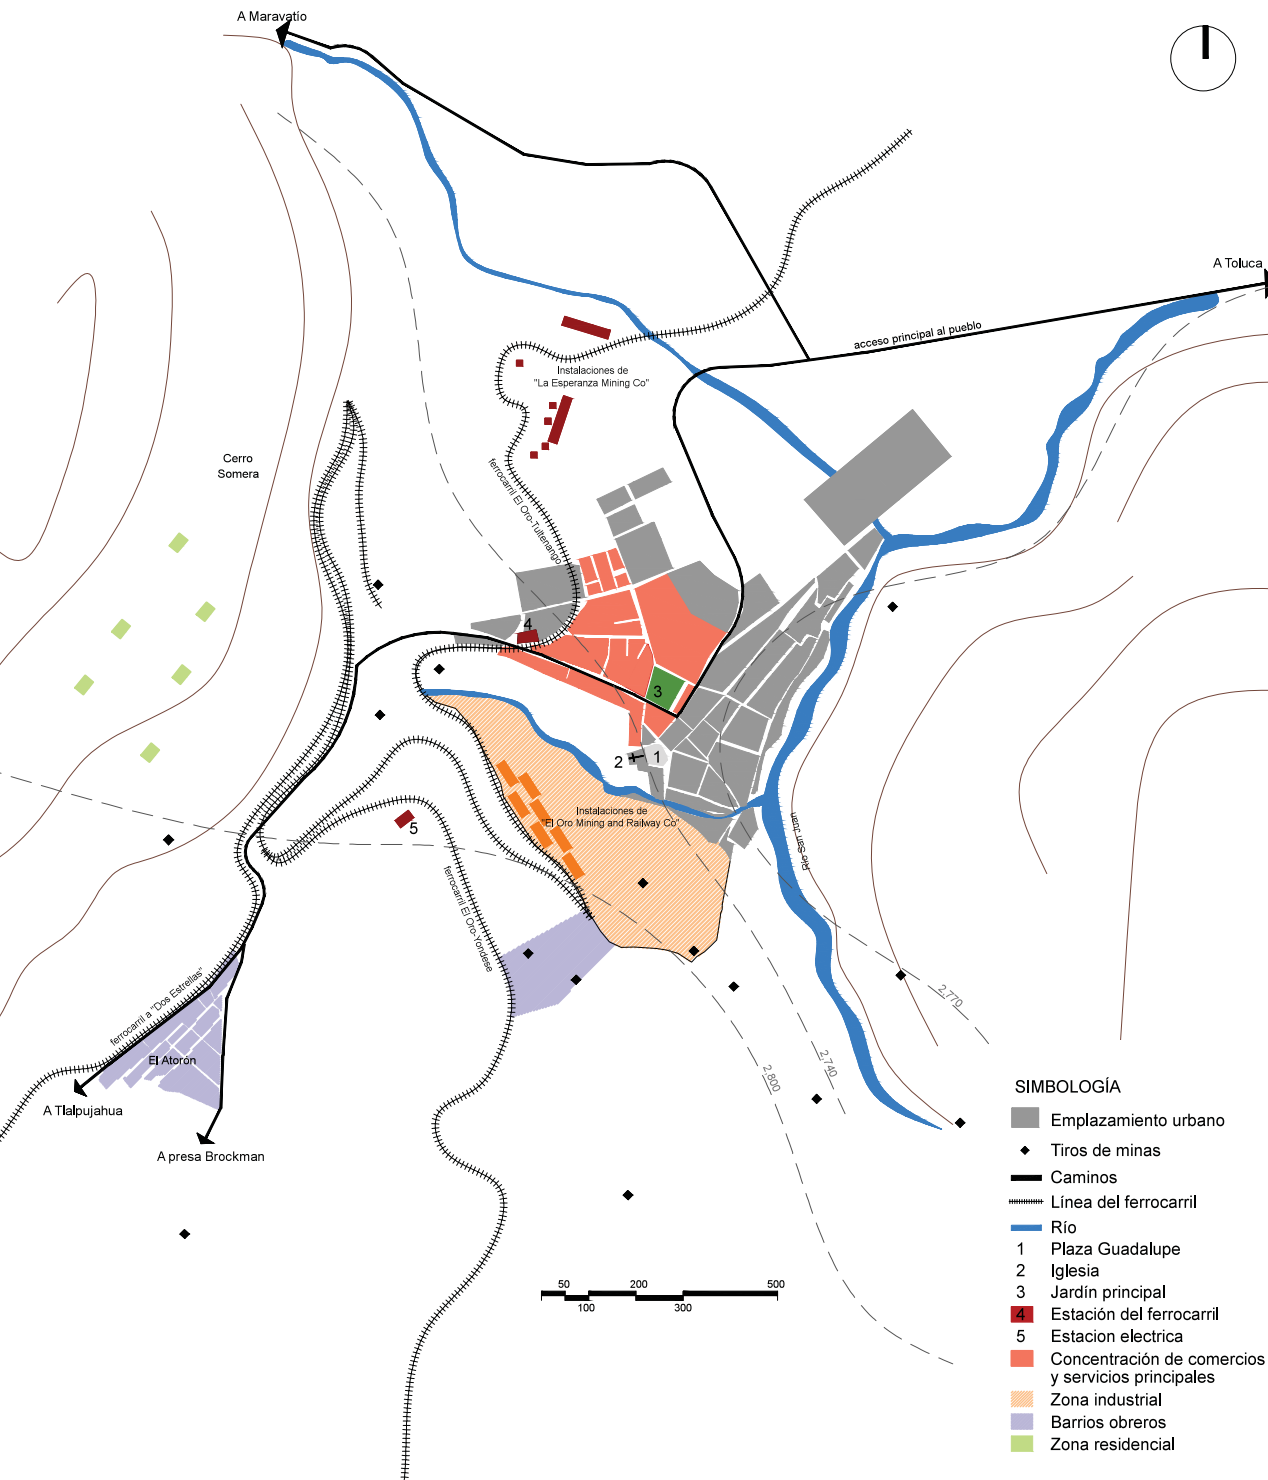 A Maravatío
A Toluca
acceso principal al pueblo
Instalaciones de
"La Esperanza Mining Co"
Cerro
Somera
ferrocarril El Oro-Tultenango
4
3
2
1
Instalaciones de
"El Oro Mining and Railway Co"
5
Río San Juan
ferrocarril El Oro-Yondese
ferrocarril a "Dos Estrellas"
El Atorón
A Tlalpujahua
A presa Brockman
2,770
2,740
2,800
50
200
500
100
300
SIMBOLOGÍA
Emplazamiento urbano
Tiros de minas
Caminos
Línea del ferrocarril
Río
1 Plaza Guadalupe
2 Iglesia
3 Jardín principal
4 Estación del ferrocarril
5 Estacion electrica
Concentración de comercios
y servicios principales
Zona industrial
Barrios obreros
Zona residencial